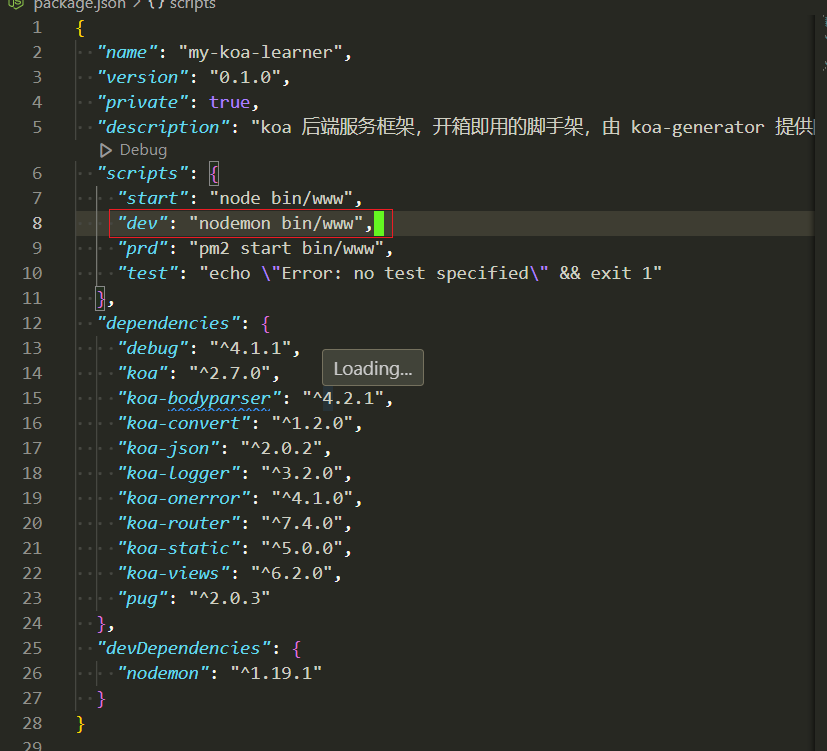 package.json > {} scripts
1 {
2 "name": "my-koa-learner",
3 "version": "0.1.0",
4 "private": true,
5 "description": "koa 后端服务框架，开箱即用的脚手架，由 koa-generator 提供
Debug
6 "scripts": {
7 "start": "node bin/www",
8 "dev": "nodemon bin/www",
9 "prd": "pm2 start bin/www",
10 "test": "echo \"Error: no test specified\" && exit 1"
11 },
12 "dependencies": {
13 "debug": "^4.1.1",
Loading...
14 "koa": "^2.7.0",
15 "koa-bodyparser": "^4.2.1",
16 "koa-convert": "^1.2.0",
17 "koa-json": "^2.0.2",
18 "koa-logger": "^3.2.0",
19 "koa-onerror": "^4.1.0",
20 "koa-router": "^7.4.0",
21 "koa-static": "^5.0.0",
22 "koa-views": "^6.2.0",
23 "pug": "^2.0.3"
24 },
25 "devDependencies": {
26 "nodemon": "^1.19.1"
27 }
28 }
29